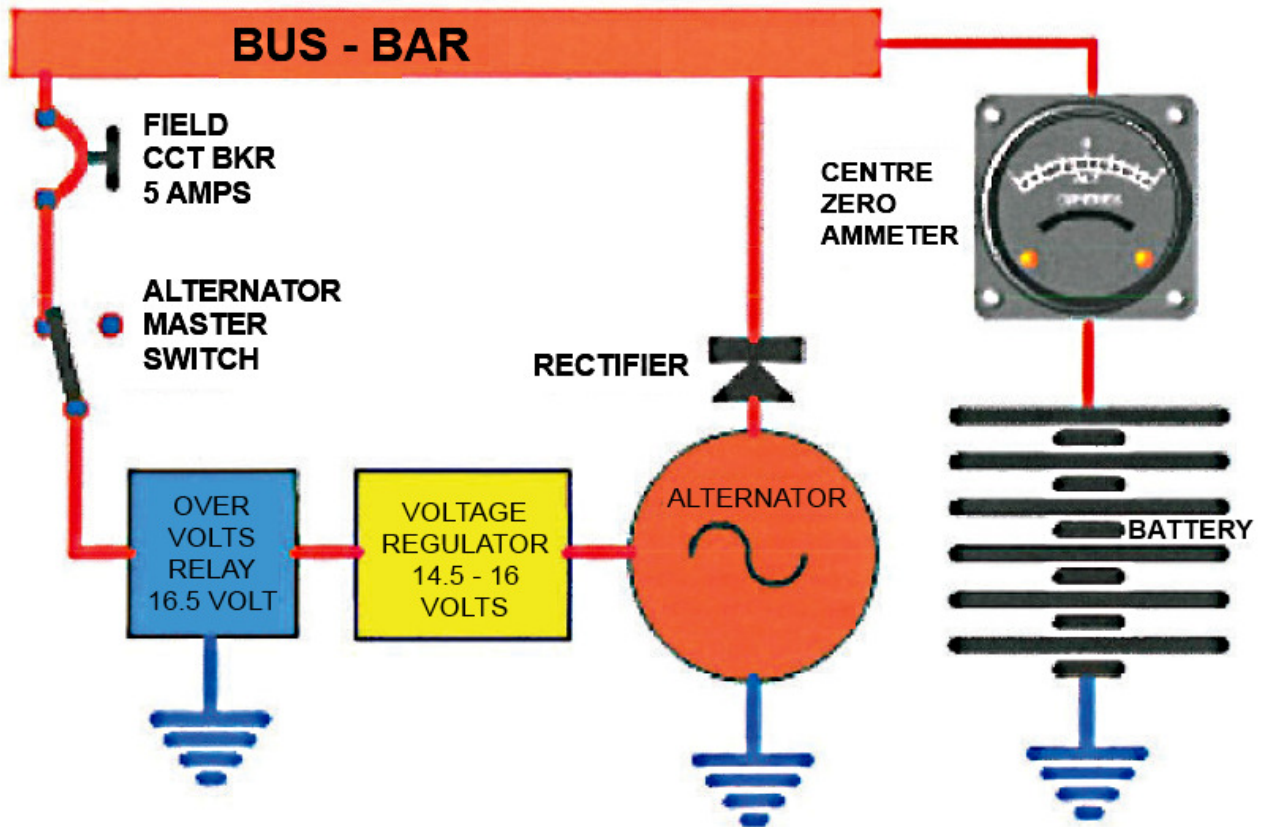 BUS - BAR
FIELD
CCT BKR
5 AMPS
CENTRE
ZERO
AMMETER
ALTERNATOR
MASTER
SWITCH
RECTIFIER
OVER
VOLTS
RELAY
16.5 VOLT
VOLTAGE
REGULATOR
14.5 - 16
VOLTS
ALTERNATOR
BATTERY